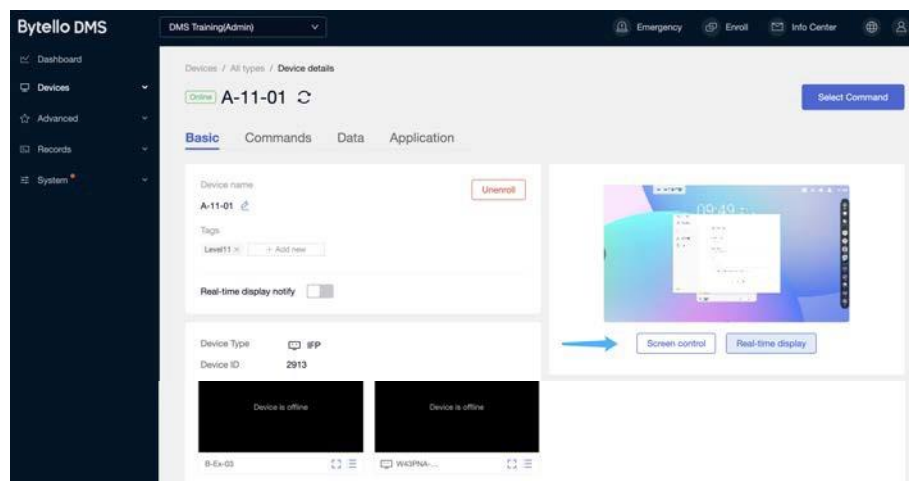 Bytello DMS
DMS Training(Admin)
Emergency
Enroll
Info Center
Dashboard
Devices
Advanced
Records
System
Devices / All types / Device details
Online A-11-01
Select Command
Basic Commands Data Application
Device name
Unenroll
A-11-01
Tags
Level11 × + Add new
Real-time display notify
09:49
Screen control
Real-time display
Device Type IFP
Device ID 2913
Device is offline
Device is offline
B-Ex-03
W43PNA-...